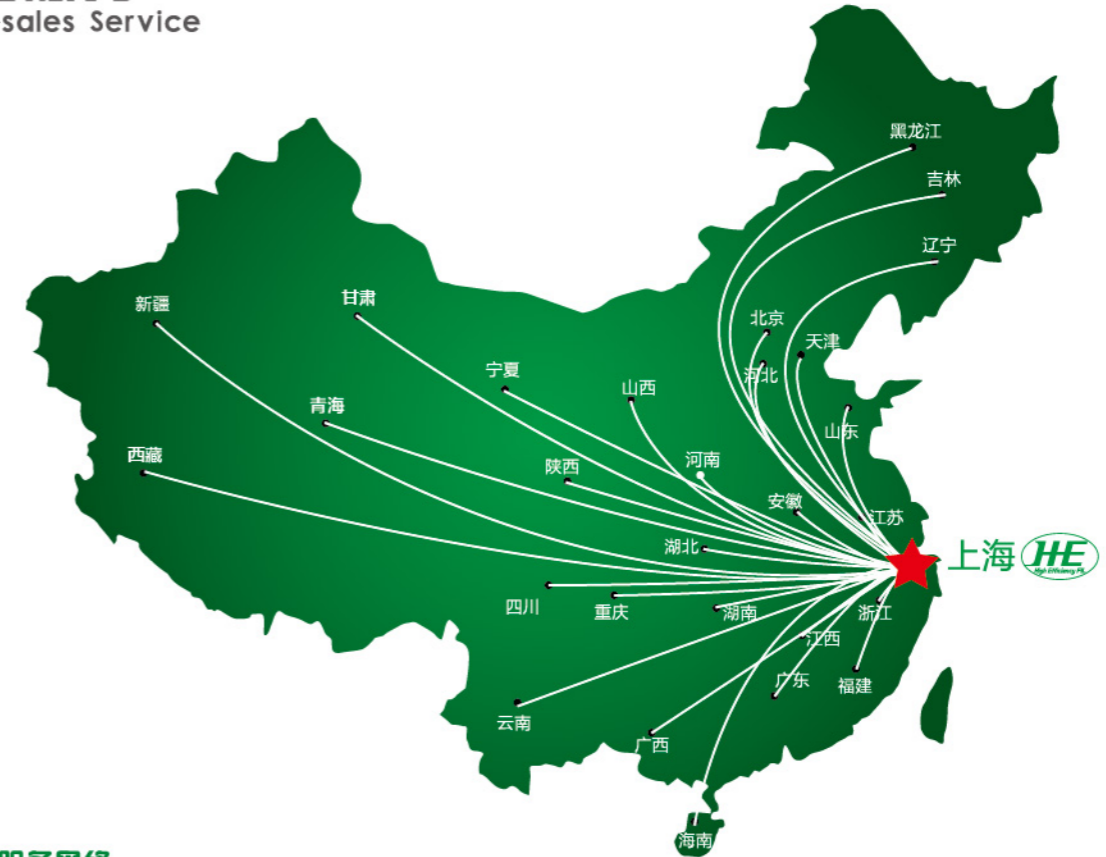 sales Service
黑龙江
吉林
辽宁
新疆
甘肃
北京
天津
宁夏
河北
山西
青海
山东
西藏
陕西
河南
安徽
江苏
湖北
上海 HE
High Efficiency PE
四川
重庆
湖南
浙江
江西
广东
福建
云南
广西
海南